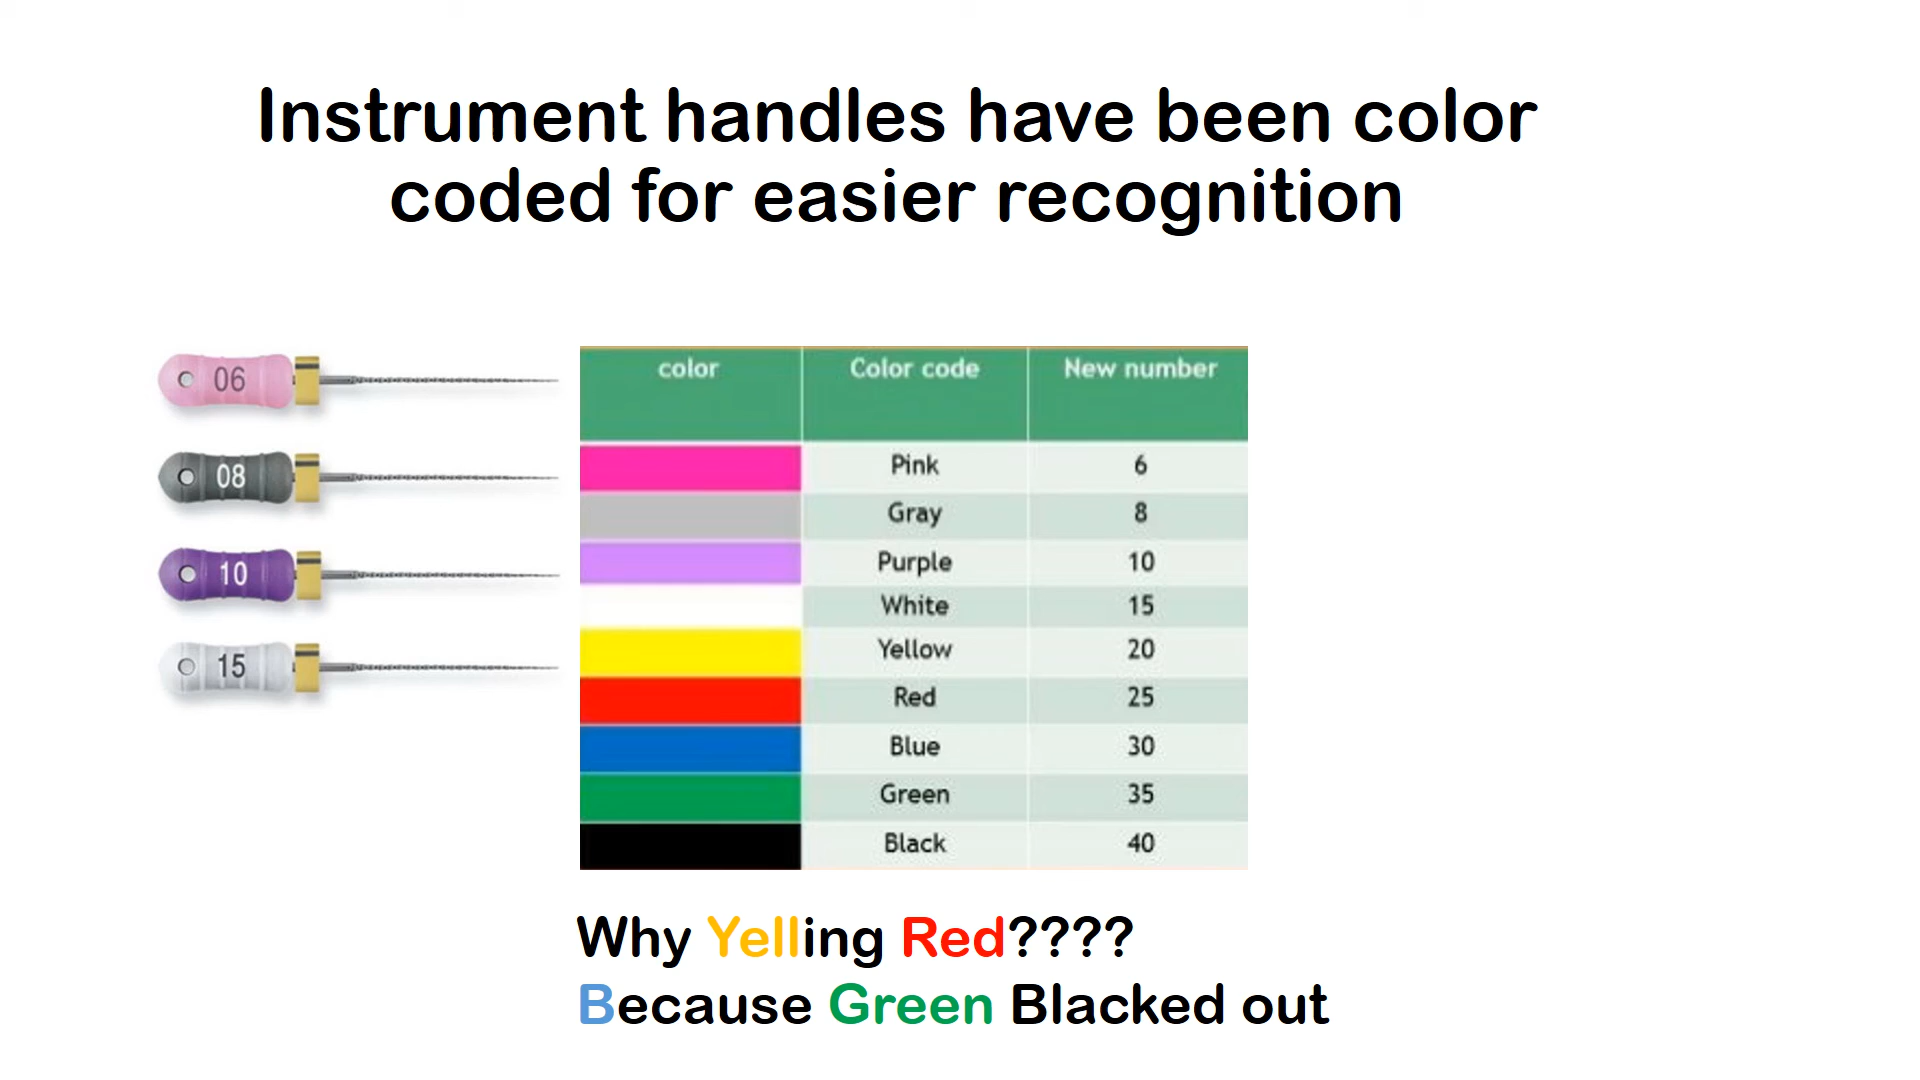 Instrument handles have been color
coded for easier recognition
06
08
10
15
color Color code New number
Pink 6
Gray 8
Purple 10
White 15
Yellow 20
Red 25
Blue 30
Green 35
Black 40
Why Yelling Red????
Because Green Blacked out